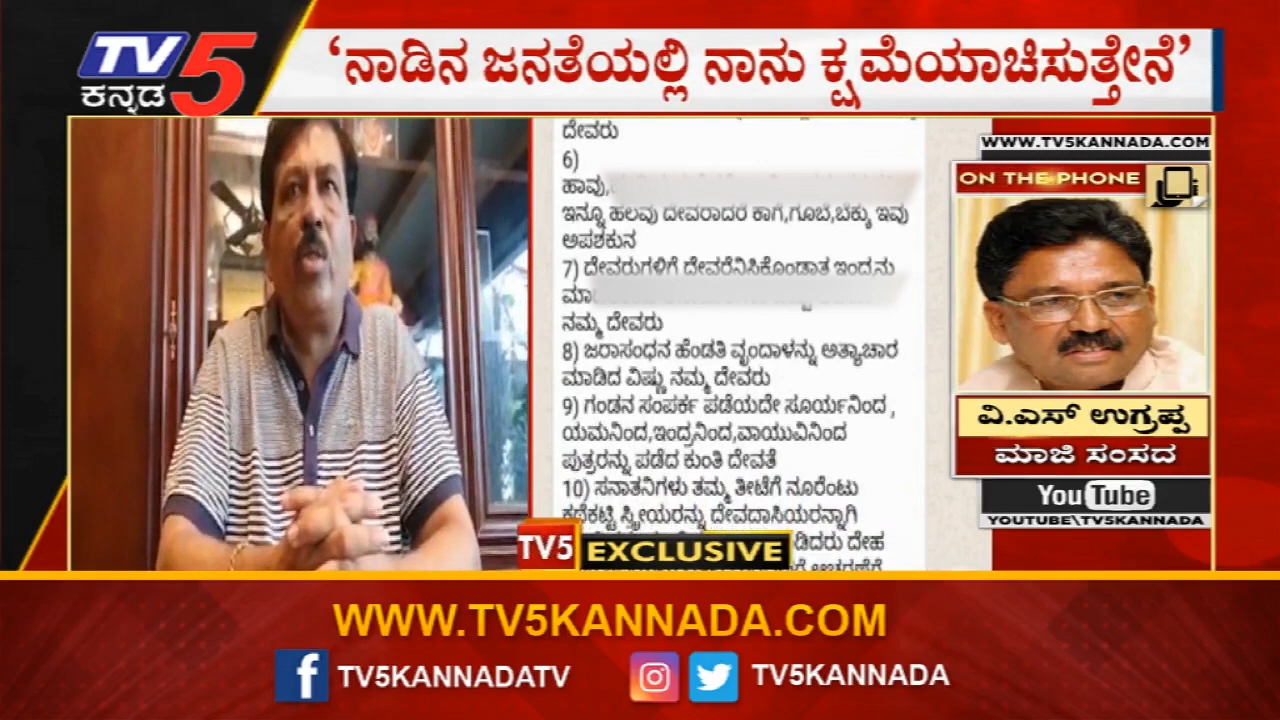 TV5
ಕನ್ನಡ
‘ನಾಡಿನ ಜನತೆಯಲ್ಲಿ ನಾನು ಕ್ಷಮೆಯಾಚಿಸುತ್ತೇನೆ’
ದೇವರು
6)
ಹಾವು,
ಇನ್ನೂ ಹಲವು ದೇವರಾದರೆ ಕಾಗೆ,ಗೂಬೆ,ಬೆಕ್ಕು ಇವು
ಅಪಶಕುನ
7) ದೇವರುಗಳಿಗೆ ದೇವರೆನಿಸಿಕೊಂಡಾತ ಇಂದ್ರನು
ನಮ್ಮ ದೇವರು
8) ಜರಾಸಂಧನ ಹೆಂಡತಿ ವೃಂದಾಳನ್ನು ಅತ್ಯಾಚಾರ
ಮಾಡಿದ ವಿಷ್ಣು ನಮ್ಮ ದೇವರು
9) ಗಂಡನ ಸಂಪರ್ಕ ಪಡೆಯದೇ ಸೂರ್ಯನಿಂದ ,
ಯಮನಿಂದ,ಇಂದ್ರನಿಂದ,ವಾಯುವಿನಿಂದ
ಪುತ್ರರನ್ನು ಪಡೆದ ಕುಂತಿ ದೇವತೆ
10) ಸನಾತನಿಗಳು ತಮ್ಮ ತೀಟೆಗೆ ನೂರೆಂಟು
ಕಥೆಕಟ್ಟಿ ಸ್ತ್ರೀಯರನ್ನು ದೇವದಾಸಿಯರನ್ನಾಗಿ
ದೇಹ
WWW.TV5KANNADA.COM
ON THE PHONE
ವಿ.ಎಸ್ ಉಗ್ರಪ್ಪ
ಮಾಜಿ ಸಂಸದ
YouTube
YOUTUBE\TV5KANNADA
TV5 EXCLUSIVE
WWW.TV5KANNADA.COM
TV5KANNADATV
TV5KANNADA